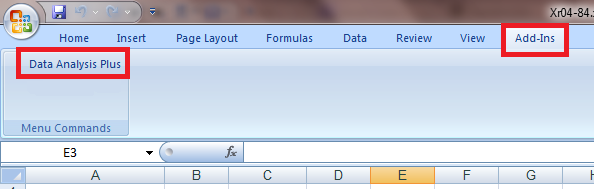 Xr04-84.
Home Insert Page Layout Formulas Data Review View Add-Ins
Data Analysis Plus
Menu Commands
E3 fx
A B C D E F G